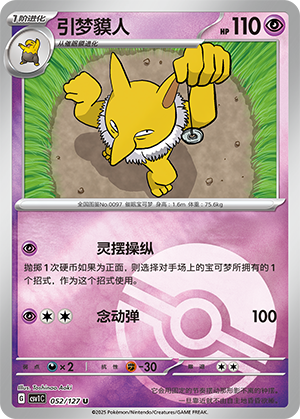 1阶进化 引梦貘人 HP 110
从催眠貘进化
全国图鉴No.0097 催眠宝可梦 身高:1.6m 体重:75.6kg
灵摆操纵
抛掷1次硬币如果为正面,则选择对手场上的宝可梦所拥有的1
个招式,作为这个招式使用。
念动弹 100
弱点 ×2 抵抗力 -30 撤退
Illus. Toshinao Aoki
G CSV1C 052/127 U
©2025 Pokémon/Nintendo/Creatures/GAME FREAK.